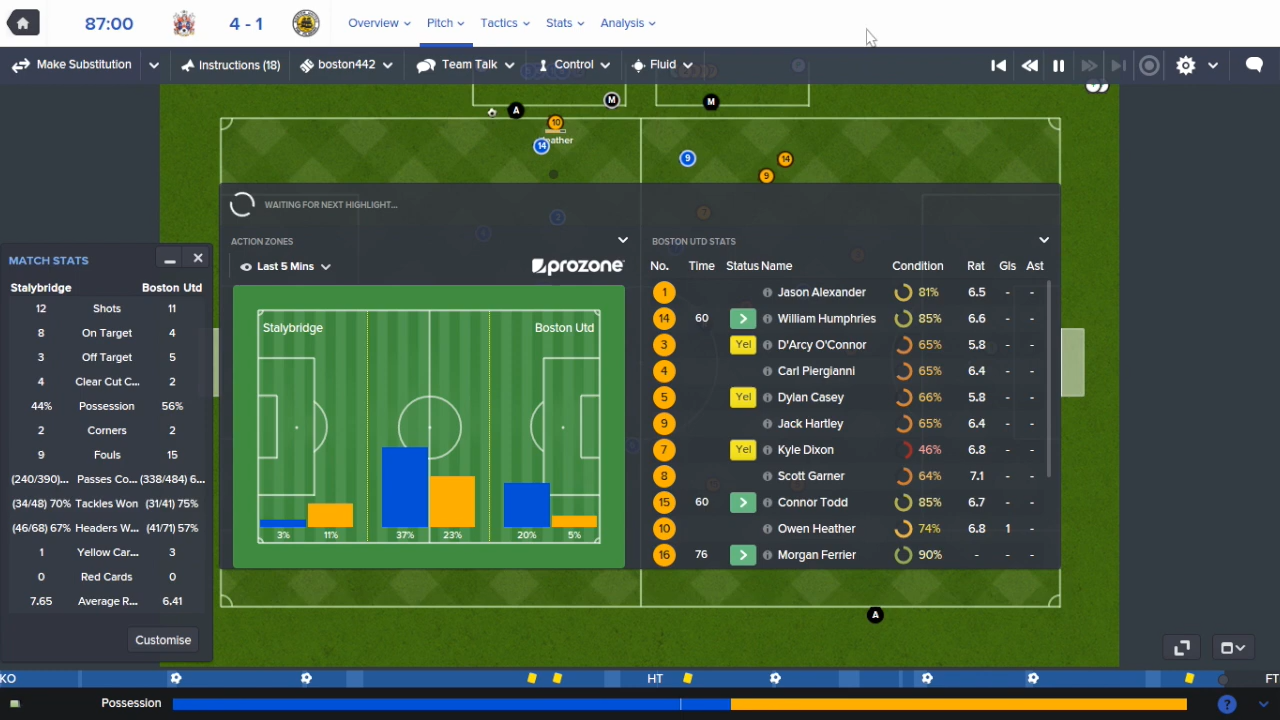 87:00 4 - 1 Overview Pitch Tactics Stats Analysis
Make Substitution Instructions (18) boston442 Team Talk Control Fluid
A M M
10
14
9 14
9
WAITING FOR NEXT HIGHLIGHT...
ACTION ZONES
Last 5 Mins prozone
Stalybridge Boston Utd
3% 11% 37% 23% 20% 5%
BOSTON UTD STATS
No. Time Status Name Condition Rat Gls Ast
1 Jason Alexander 81% 6.5 - -
14 60 William Humphries 85% 6.6 - -
3 Yel D'Arcy O'Connor 65% 5.8 - -
4 Carl Piergianni 65% 6.4 - -
5 Yel Dylan Casey 66% 5.8 - -
9 Jack Hartley 65% 6.4 - -
7 Yel Kyle Dixon 46% 6.8 - -
8 Scott Garner 64% 7.1 - -
15 60 Connor Todd 85% 6.7 - -
10 Owen Heather 74% 6.8 1 -
16 76 Morgan Ferrier 90% - - -
MATCH STATS
Stalybridge Boston Utd
12 Shots 11
8 On Target 4
3 Off Target 5
4 Clear Cut C... 2
44% Possession 56%
2 Corners 2
9 Fouls 15
(240/390)... Passes Co... (338/484) 6...
(34/48) 70% Tackles Won (31/41) 75%
(46/68) 67% Headers W... (41/71) 57%
1 Yellow Car... 3
0 Red Cards 0
7.65 Average R... 6.41
Customise
A
KO HT FT
Possession ?